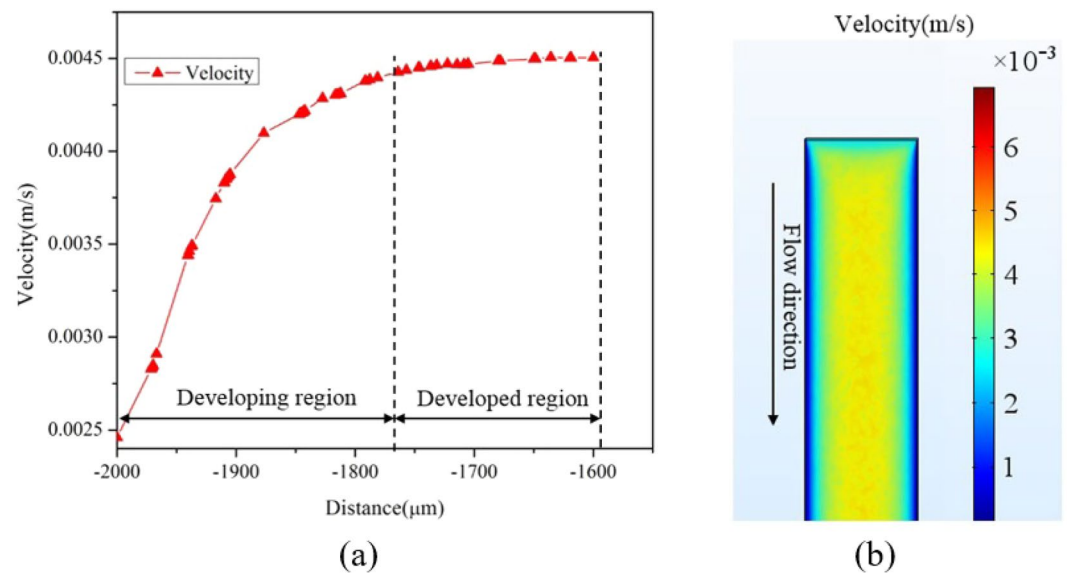 0.0045
0.0040
0.0035
0.0030
0.0025
Velocity(m/s)
Velocity
Developing region
Developed region
-2000
-1900
-1800
-1700
-1600
Distance(μm)
(a)
Velocity(m/s)
×10⁻³
6
5
4
3
2
1
Flow direction
(b)